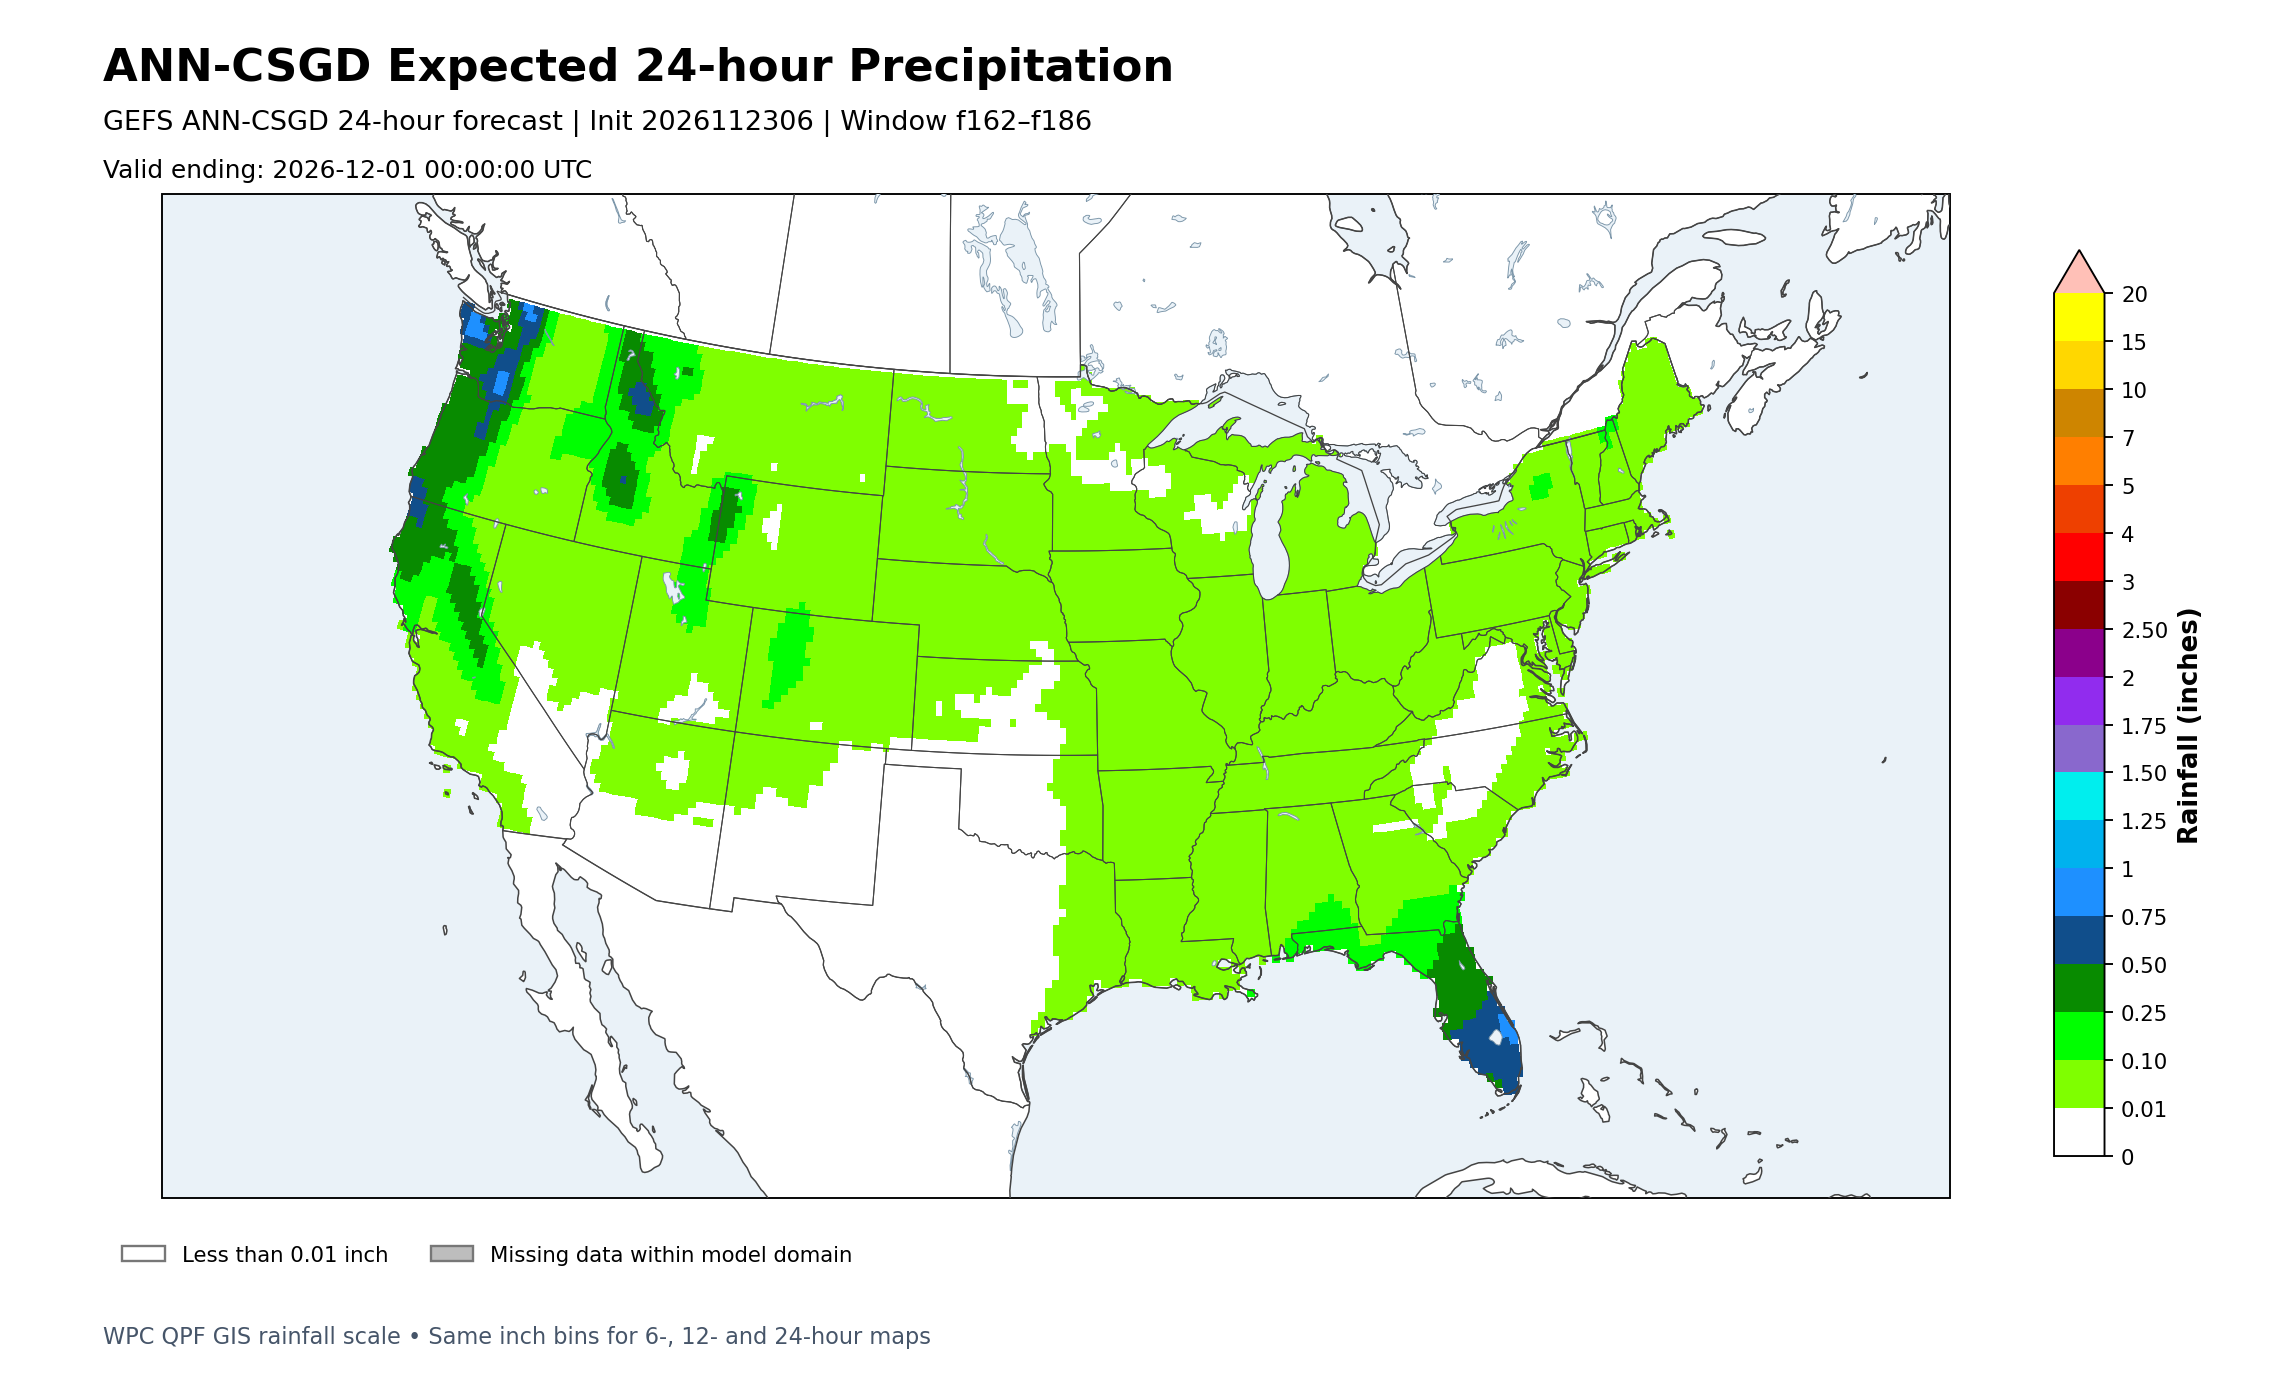 ANN-CSGD Expected 24-hour Precipitation
GEFS ANN-CSGD 24-hour forecast | Init 2026112306 | Window f162–f186
Valid ending: 2026-12-01 00:00:00 UTC
20
15
10
7
5
4
3
2.50
2
1.75
1.50
1.25
1
0.75
0.50
0.25
0.10
0.01
0
Rainfall (inches)
Less than 0.01 inch
Missing data within model domain
WPC QPF GIS rainfall scale • Same inch bins for 6-, 12- and 24-hour maps